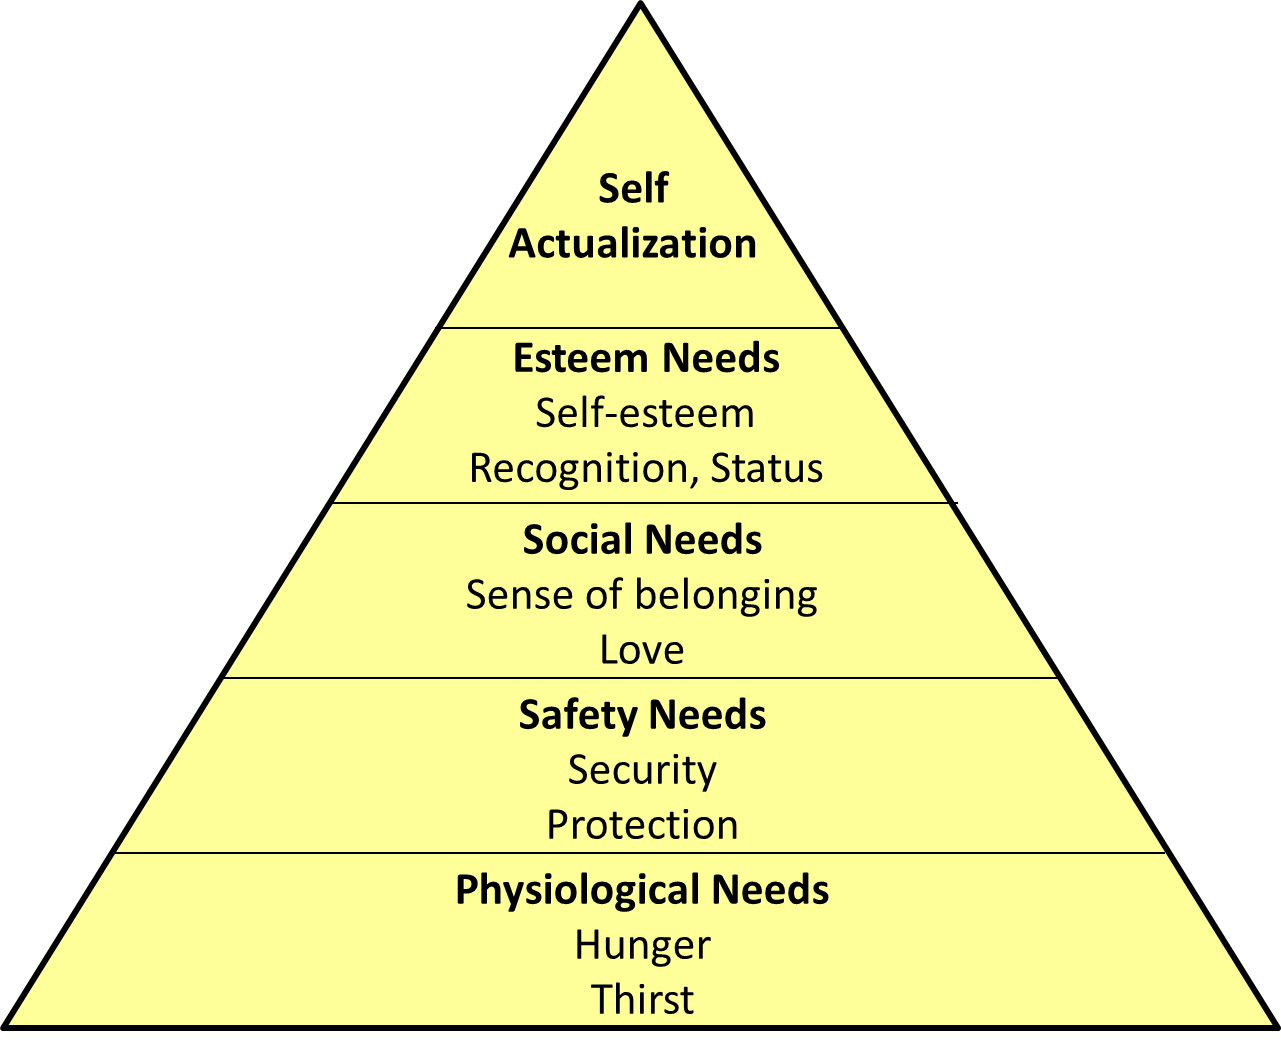 Self
Actualization
Esteem Needs
Self-esteem
Recognition, Status
Social Needs
Sense of belonging
Love
Safety Needs
Security
Protection
Physiological Needs
Hunger
Thirst